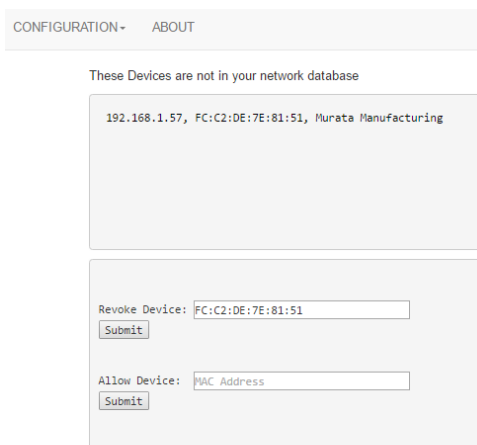 CONFIGURATION ABOUT
These Devices are not in your network database
192.168.1.57, FC:C2:DE:7E:81:51, Murata Manufacturing
Revoke Device: FC:C2:DE:7E:81:51
Submit
Allow Device: MAC Address
Submit